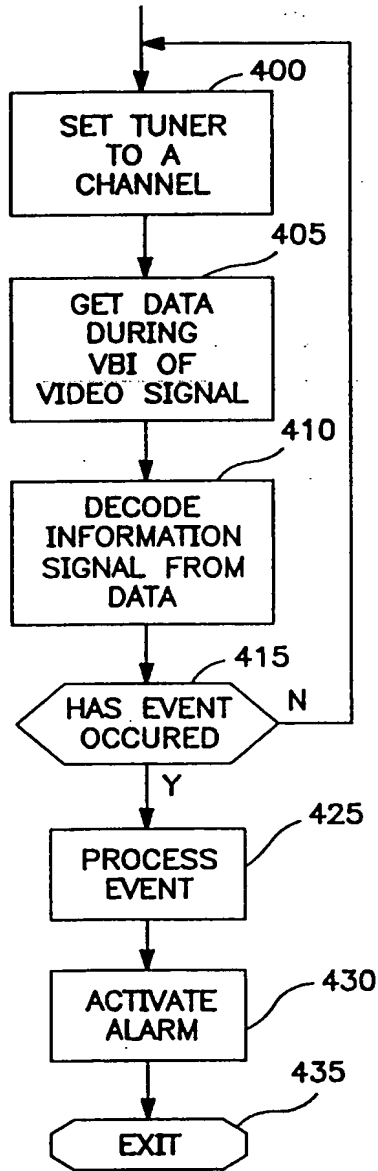 400
SET TUNER
TO A
CHANNEL
405
GET DATA
DURING
VBI OF
VIDEO SIGNAL
410
DECODE
INFORMATION
SIGNAL FROM
DATA
415
HAS EVENT
OCCURED
N
Y
425
PROCESS
EVENT
430
ACTIVATE
ALARM
435
EXIT